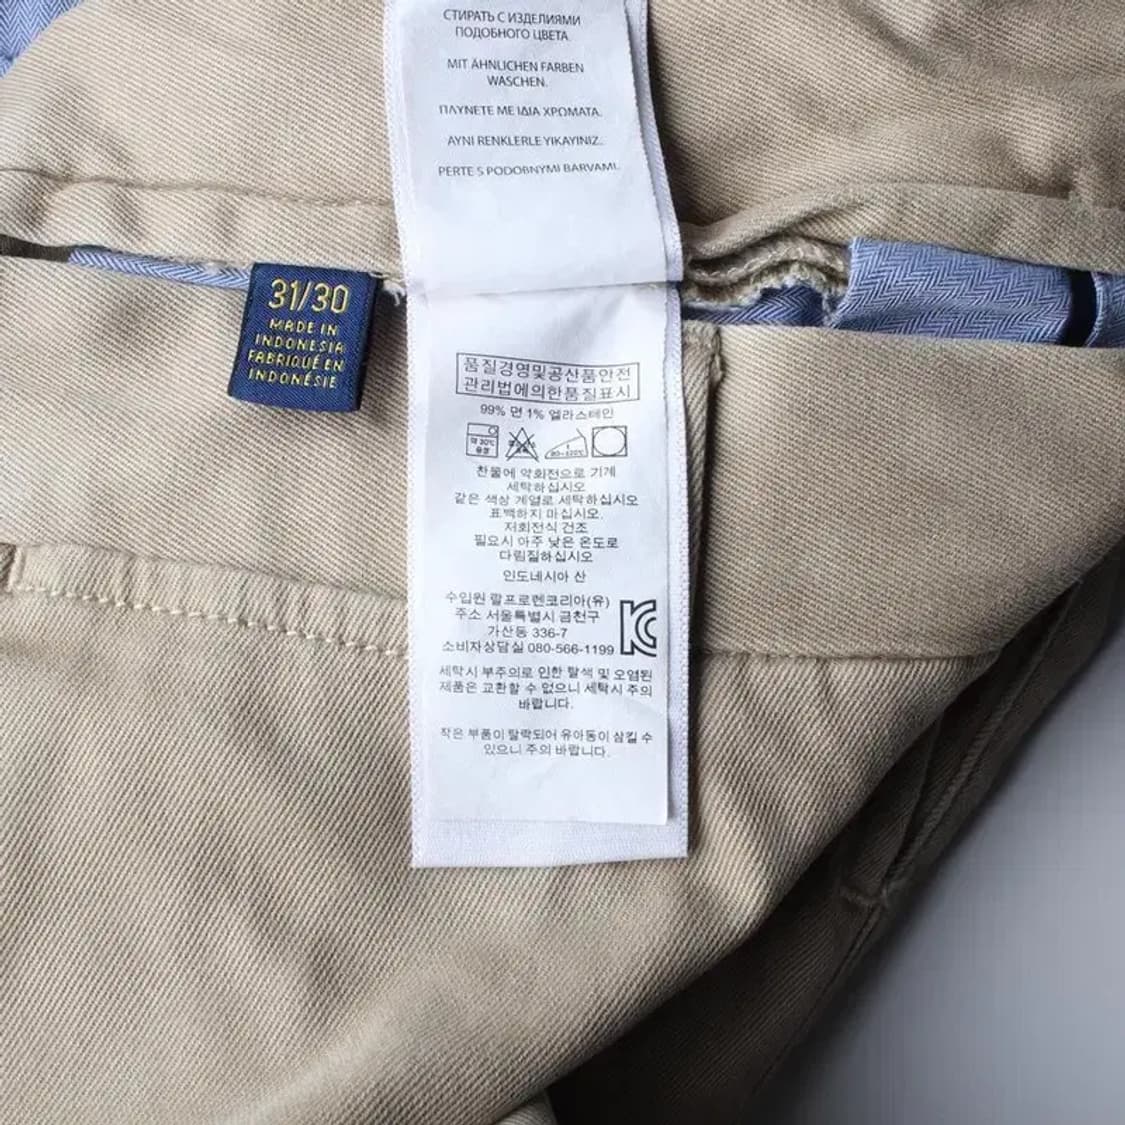 СТИРАТЬ С ИЗДЕЛИЯМИ
ПОДОБНОГО ЦВЕТА.
MIT ÄHNLICHEN FARBEN
WASCHEN.
ΠΛΥΝΕΤΕ ΜΕ ΙΔΙΑ ΧΡΩΜΑΤΑ.
AYNI RENKLERLE YIKAYINIZ.
PERTE S PODOBNYMI BARVAMI.
31/30
MADE IN
INDONESIA
FABRIQUÉ EN
INDONÉSIE
품질경영및공산품안전
관리법에의한품질표시
99% 면 1% 엘라스테인
약 30℃
중성
80~120℃
찬물에 약회전으로 기계
세탁하십시오
같은 색상 계열로 세탁하십시오
표백하지 마십시오.
저회전식 건조
필요시 아주 낮은 온도로
다림질하십시오
인도네시아 산
수입원 랄프로렌코리아(유)
주소 서울특별시 금천구
가산동 336-7
소비자상담실 080-566-1199
세탁시 부주의로 인한 탈색 및 오염된
제품은 교환할 수 없으니 세탁시 주의
바랍니다.
작은 부품이 탈락되어 유아동이 삼킬 수
있으니 주의 바랍니다.